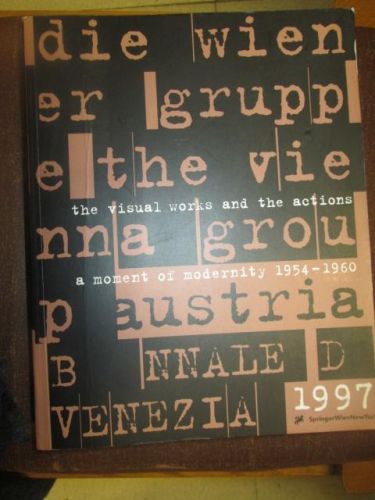 die wien
er grupp
e the vie
the visual works and the actions
nna grou
a moment of modernity 1954-1960
p austria
B NNALE D
VENEZIA 1997
SpringerWienNewYork